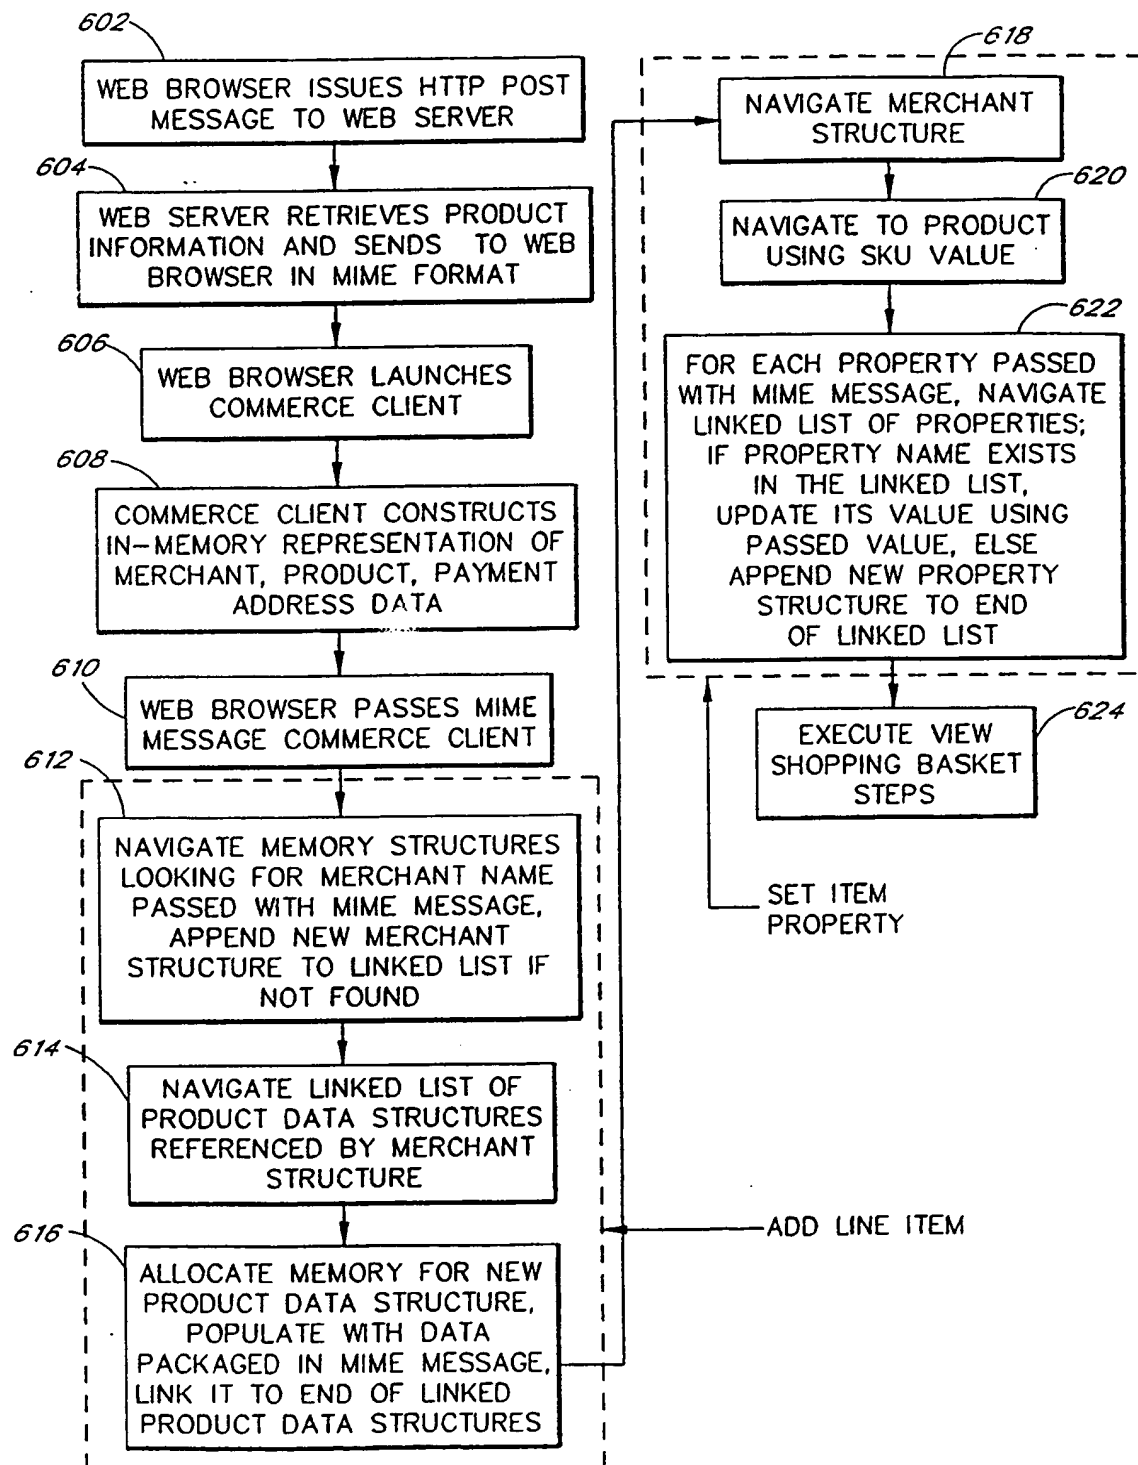 602
WEB BROWSER ISSUES HTTP POST
MESSAGE TO WEB SERVER
604
WEB SERVER RETRIEVES PRODUCT
INFORMATION AND SENDS TO WEB
BROWSER IN MIME FORMAT
606
WEB BROWSER LAUNCHES
COMMERCE CLIENT
608
COMMERCE CLIENT CONSTRUCTS
IN-MEMORY REPRESENTATION OF
MERCHANT, PRODUCT, PAYMENT
ADDRESS DATA
610
WEB BROWSER PASSES MIME
MESSAGE COMMERCE CLIENT
612
NAVIGATE MEMORY STRUCTURES
LOOKING FOR MERCHANT NAME
PASSED WITH MIME MESSAGE,
APPEND NEW MERCHANT
STRUCTURE TO LINKED LIST IF
NOT FOUND
614
NAVIGATE LINKED LIST OF
PRODUCT DATA STRUCTURES
REFERENCED BY MERCHANT
STRUCTURE
616
ALLOCATE MEMORY FOR NEW
PRODUCT DATA STRUCTURE,
POPULATE WITH DATA
PACKAGED IN MIME MESSAGE,
LINK IT TO END OF LINKED
PRODUCT DATA STRUCTURES
ADD LINE ITEM
618
NAVIGATE MERCHANT
STRUCTURE
620
NAVIGATE TO PRODUCT
USING SKU VALUE
622
FOR EACH PROPERTY PASSED
WITH MIME MESSAGE, NAVIGATE
LINKED LIST OF PROPERTIES;
IF PROPERTY NAME EXISTS
IN THE LINKED LIST,
UPDATE ITS VALUE USING
PASSED VALUE, ELSE
APPEND NEW PROPERTY
STRUCTURE TO END
OF LINKED LIST
624
EXECUTE VIEW
SHOPPING BASKET
STEPS
SET ITEM
PROPERTY